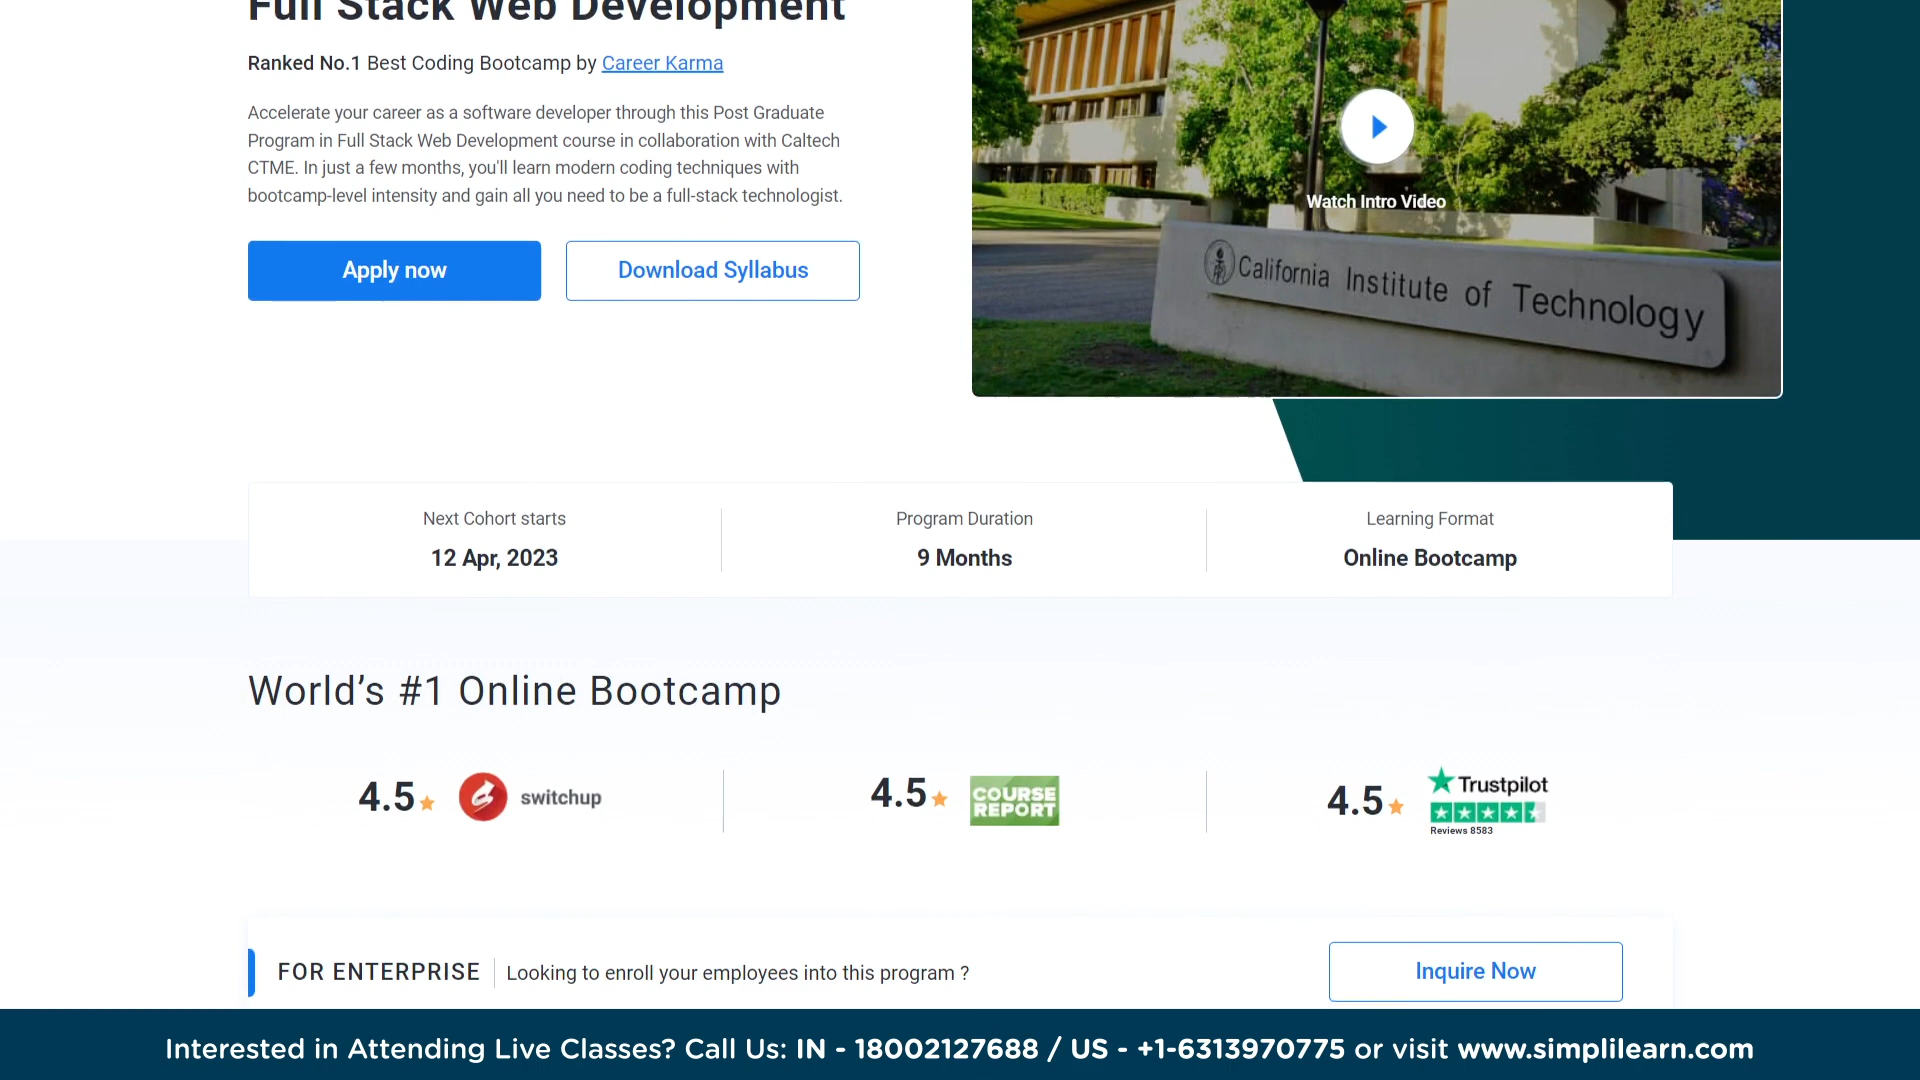 Full Stack Web Development
Ranked No.1 Best Coding Bootcamp by Career Karma
Accelerate your career as a software developer through this Post Graduate
Program in Full Stack Web Development course in collaboration with Caltech
CTME. In just a few months, you'll learn modern coding techniques with
bootcamp-level intensity and gain all you need to be a full-stack technologist.
Apply now
Download Syllabus
Watch Intro Video
California Institute of Technology
Next Cohort starts
12 Apr, 2023
Program Duration
9 Months
Learning Format
Online Bootcamp
World’s #1 Online Bootcamp
4.5
switchup
4.5
COURSE
REPORT
4.5
Trustpilot
Reviews 8583
FOR ENTERPRISE
Looking to enroll your employees into this program ?
Inquire Now
Interested in Attending Live Classes? Call Us: IN - 18002127688 / US - +1-6313970775 or visit www.simplilearn.com